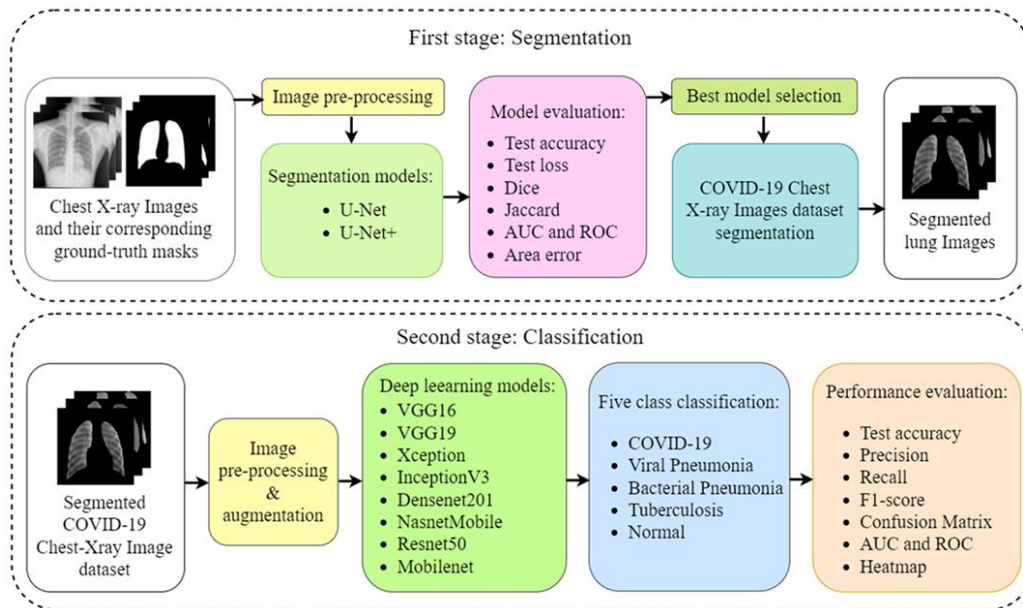 First stage: Segmentation
Chest X-ray Images
and their corresponding
ground-truth masks
Image pre-processing
Segmentation models:
• U-Net
• U-Net+
Model evaluation:
• Test accuracy
• Test loss
• Dice
• Jaccard
• AUC and ROC
• Area error
Best model selection
COVID-19 Chest
X-ray Images dataset
segmentation
Segmented
lung Images
Second stage: Classification
Segmented
COVID-19
Chest-Xray Image
dataset
Image
pre-processing
&
augmentation
Deep leearning models:
• VGG16
• VGG19
• Xception
• InceptionV3
• Densenet201
• NasnetMobile
• Resnet50
• Mobilenet
Five class classification:
• COVID-19
• Viral Pneumonia
• Bacterial Pneumonia
• Tuberculosis
• Normal
Performance evaluation:
• Test accuracy
• Precision
• Recall
• F1-score
• Confusion Matrix
• AUC and ROC
• Heatmap